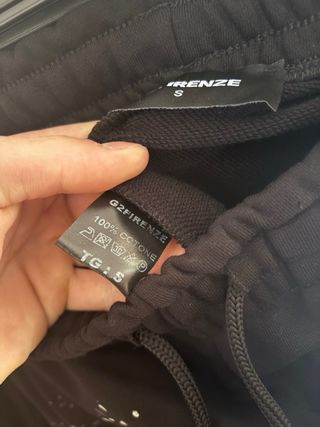 IRENZE
S
G2FIRENZE
100% COTONE
TG: S